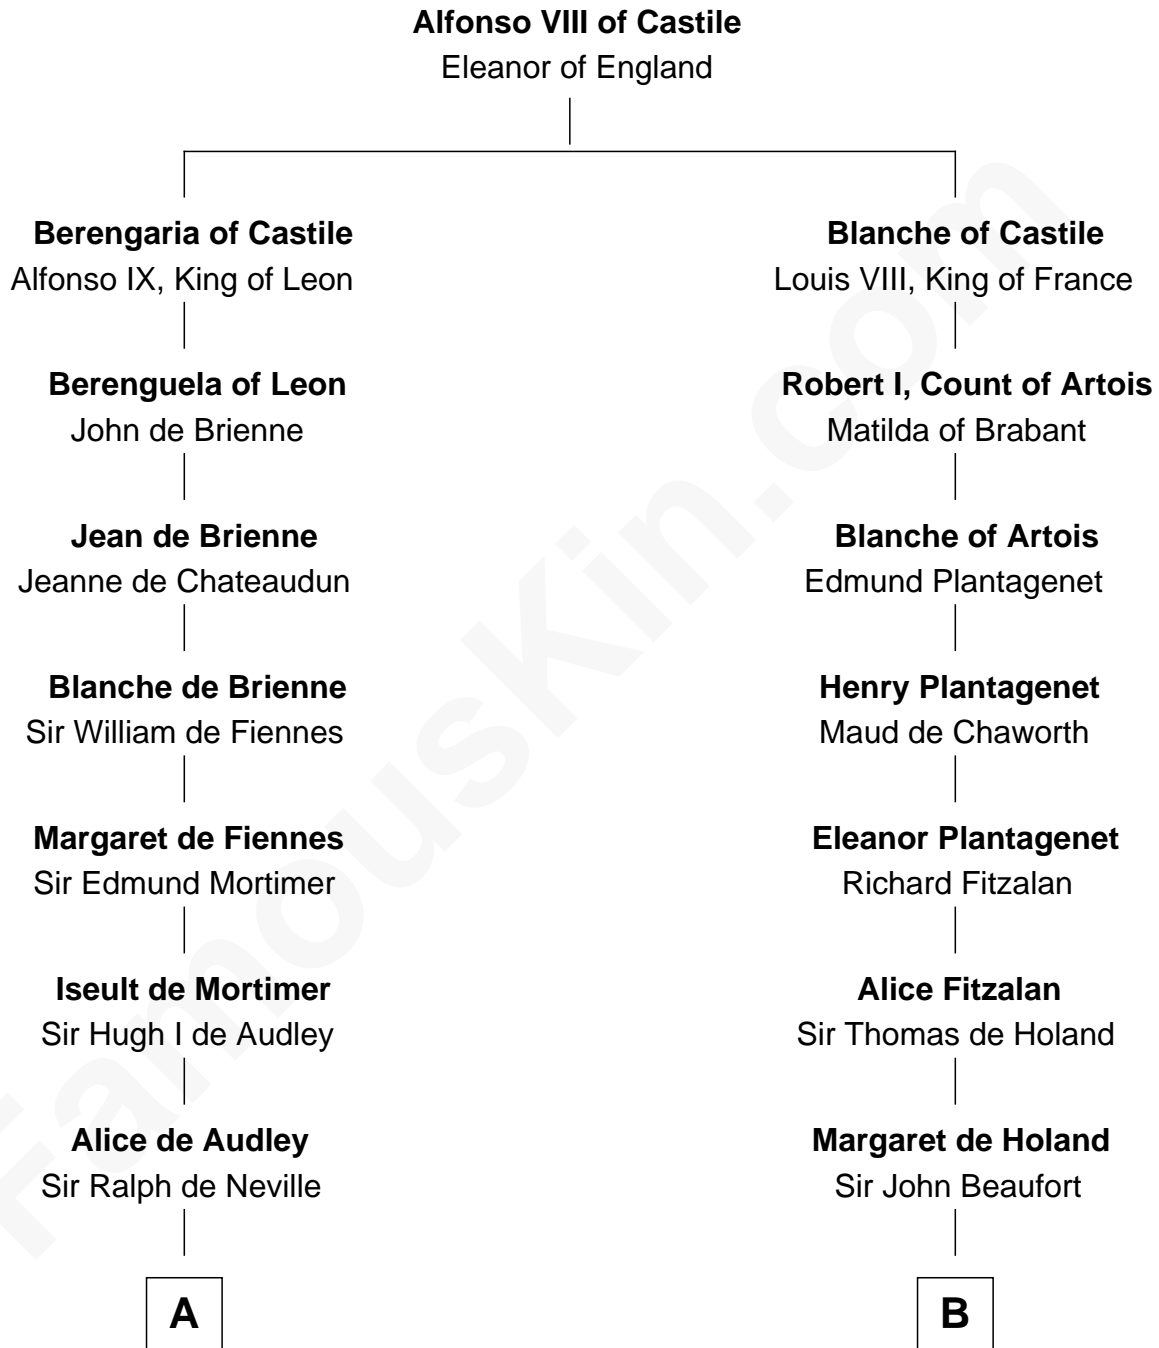 Alfonso VIII of Castile
Eleanor of England
Berengaria of Castile
Alfonso IX, King of Leon
Blanche of Castile
Louis VIII, King of France
Berenguela of Leon
John de Brienne
Robert I, Count of Artois
Matilda of Brabant
Jean de Brienne
Jeanne de Chateaudun
Blanche of Artois
Edmund Plantagenet
Blanche de Brienne
Sir William de Fiennes
Henry Plantagenet
Maud de Chaworth
Margaret de Fiennes
Sir Edmund Mortimer
Eleanor Plantagenet
Richard Fitzalan
Iseult de Mortimer
Sir Hugh I de Audley
Alice Fitzalan
Sir Thomas de Holand
Alice de Audley
Sir Ralph de Neville
Margaret de Holand
Sir John Beaufort
A
B
FamousKin.com